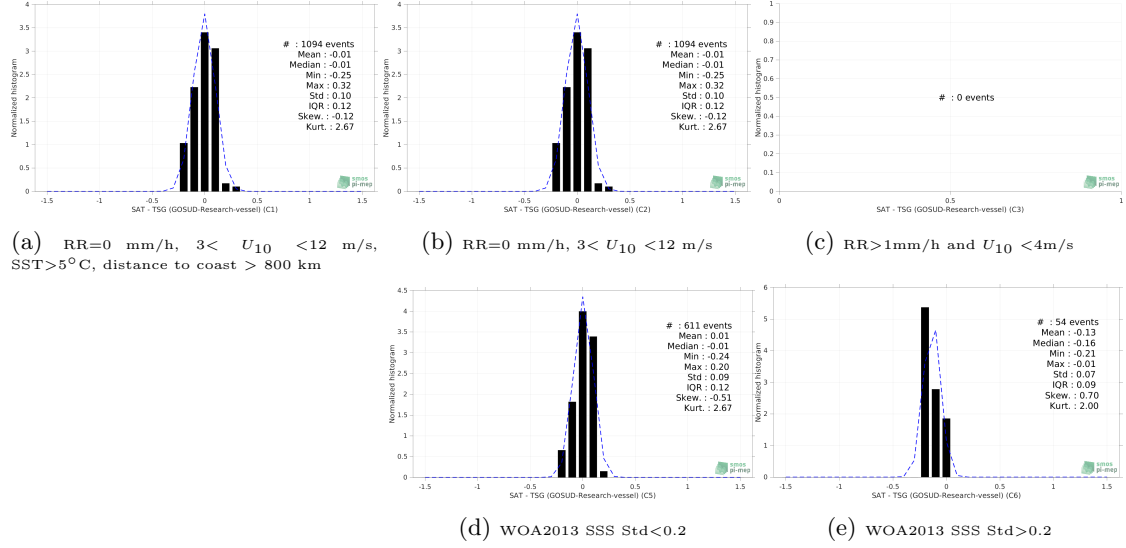 4
3.5
3
2.5
2
1.5
1
0.5
0
Normalized histogram
# : 1094 events
Mean : -0.01
Median : -0.01
Min : -0.25
Max : 0.32
Std : 0.10
IQR : 0.12
Skew. : -0.12
Kurt. : 2.67
smos
pi-mep
-1.5 -1 -0.5 0 0.5 1 1.5
SAT - TSG (GOSUD-Research-vessel) (C1)
(a) RR=0 mm/h, 3< U10 <12 m/s,
SST>5°C, distance to coast > 800 km
4
3.5
3
2.5
2
1.5
1
0.5
0
Normalized histogram
# : 1094 events
Mean : -0.01
Median : -0.01
Min : -0.25
Max : 0.32
Std : 0.10
IQR : 0.12
Skew. : -0.12
Kurt. : 2.67
smos
pi-mep
-1.5 -1 -0.5 0 0.5 1 1.5
SAT - TSG (GOSUD-Research-vessel) (C2)
(b) RR=0 mm/h, 3< U10 <12 m/s
1
0.9
0.8
0.7
0.6
0.5
0.4
0.3
0.2
0.1
0
Normalized histogram
# : 0 events
smos
pi-mep
0 0.5 1
SAT - TSG (GOSUD-Research-vessel) (C3)
(c) RR>1mm/h and U10 <4m/s
4.5
4
3.5
3
2.5
2
1.5
1
0.5
0
Normalized histogram
# : 611 events
Mean : 0.01
Median : -0.01
Min : -0.24
Max : 0.20
Std : 0.09
IQR : 0.12
Skew. : -0.51
Kurt. : 2.67
smos
pi-mep
-1.5 -1 -0.5 0 0.5 1 1.5
SAT - TSG (GOSUD-Research-vessel) (C5)
(d) WOA2013 SSS Std<0.2
6
5
4
3
2
1
0
Normalized histogram
# : 54 events
Mean : -0.13
Median : -0.16
Min : -0.21
Max : -0.01
Std : 0.07
IQR : 0.09
Skew. : 0.70
Kurt. : 2.00
smos
pi-mep
-1.5 -1 -0.5 0 0.5 1 1.5
SAT - TSG (GOSUD-Research-vessel) (C6)
(e) WOA2013 SSS Std>0.2